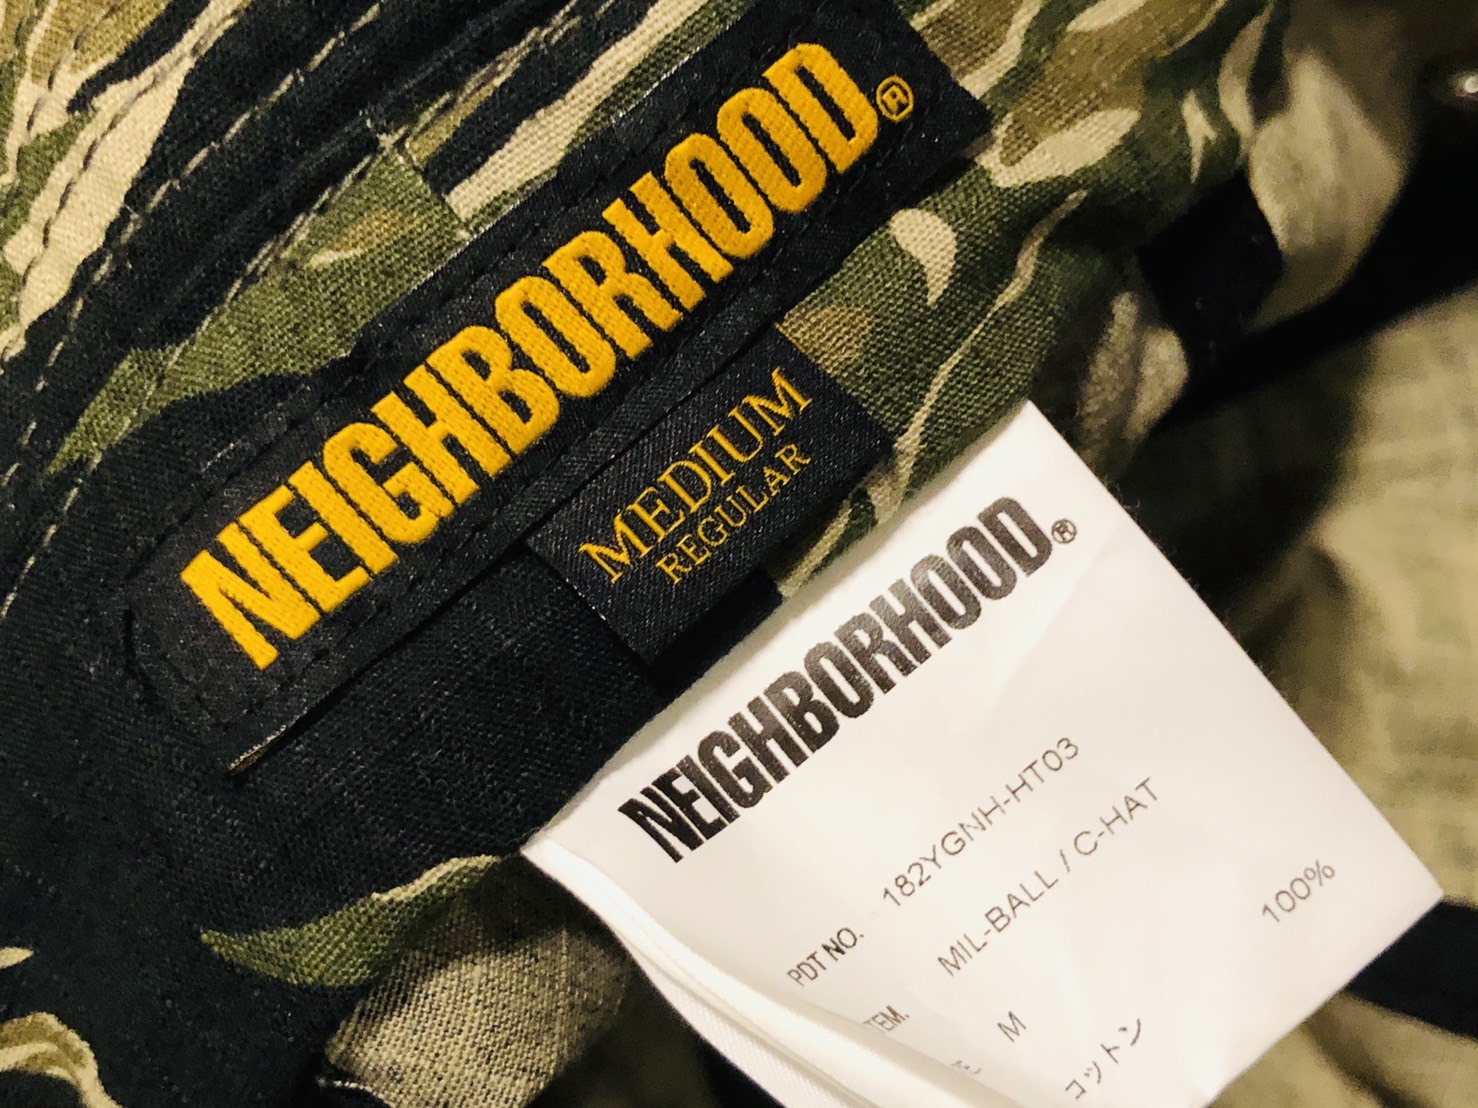 NEIGHBORHOOD®
MEDIUM
REGULAR
NEIGHBORHOOD®
PDT NO. 182YGNH-HT03
MIL-BALL / C-HAT
M
コットン 100%